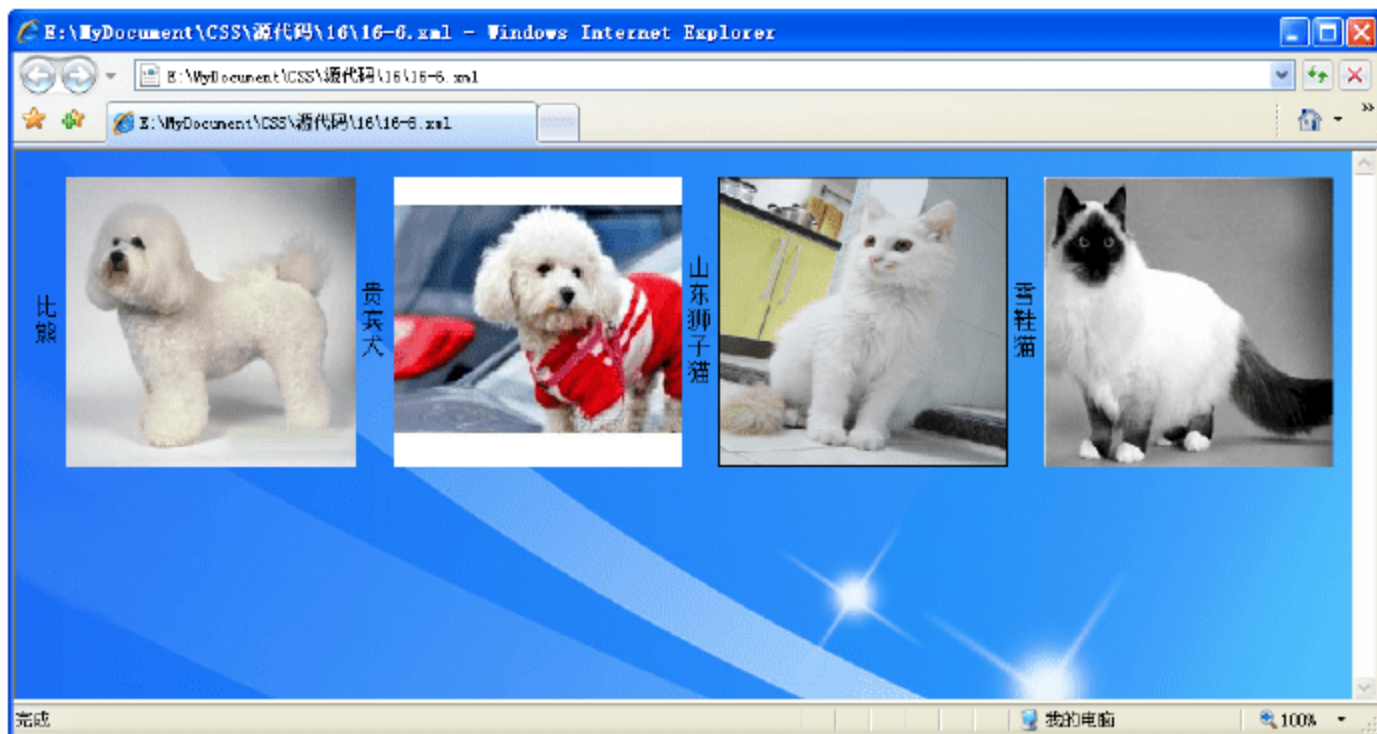 E:\MyDocument\CSS\源代码\16\16-6.xml - Windows Internet Explorer
E:\MyDocument\CSS\源代码\16\16-6.xml
E:\MyDocument\CSS\源代码\16\16-6.xml
比熊
贵宾犬
山东狮子猫
雪鞋猫
完成
我的电脑
100%